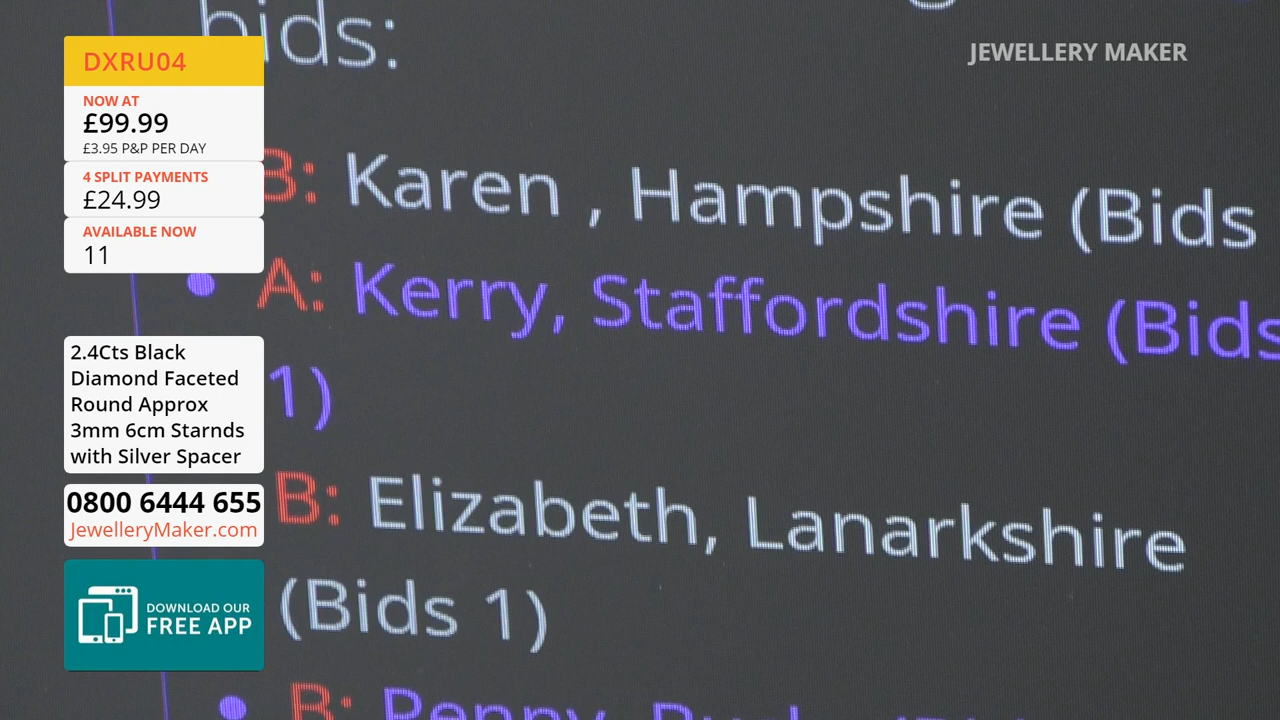 bids:
JEWELLERY MAKER
DXRU04
NOW AT
£99.99
£3.95 P&P PER DAY
4 SPLIT PAYMENTS
£24.99
AVAILABLE NOW
11
2.4Cts Black
Diamond Faceted
Round Approx
3mm 6cm Starnds
with Silver Spacer
0800 6444 655
JewelleryMaker.com
DOWNLOAD OUR
FREE APP
B: Karen , Hampshire (Bids
A: Kerry, Staffordshire (Bids
1)
B: Elizabeth, Lanarkshire
(Bids 1)
B: Penny,